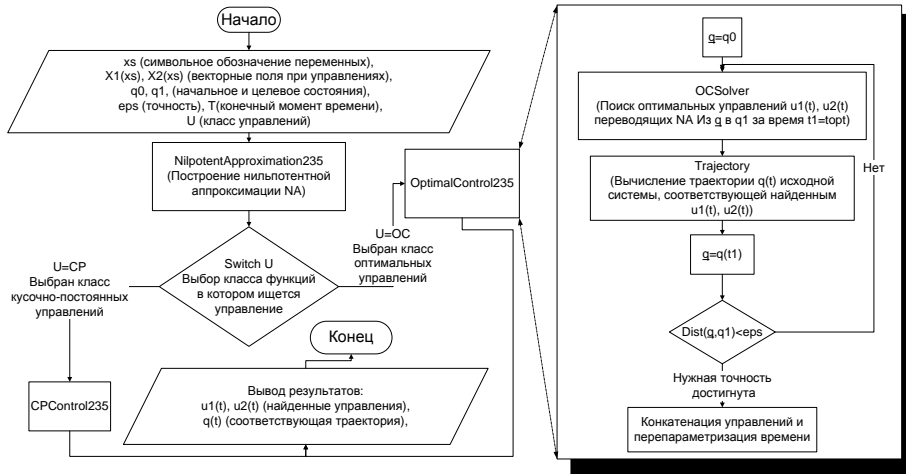 Начало
xs (символьное обозначение переменных),
X1(xs), X2(xs) (векторные поля при управлениях),
q0, q1, (начальное и целевое состояния),
eps (точность), T(конечный момент времени),
U (класс управлений)
NilpotentApproximation235
(Построение нильпотентной
аппроксимации NA)
Switch U
Выбор класса функций
в котором ищется
управление
U=CP
Выбран класс
кусочно-постоянных
управлений
U=OC
Выбран класс
оптимальных
управлений
OptimalControl235
CPControl235
Вывод результатов:
u1(t), u2(t) (найденные управления),
q(t) (соответствующая траектория),
Конец
q=q0
OCSolver
(Поиск оптимальных управлений u1(t), u2(t)
переводящих NA Из q в q1 за время t1=topt)
Trajectory
(Вычисление траектории q(t) исходной
системы, соответствующей найденным
u1(t), u2(t))
q=q(t1)
Dist(q,q1)<eps
Нет
Нужная точность
достигнута
Конкатенация управлений и
перепараметризация времени